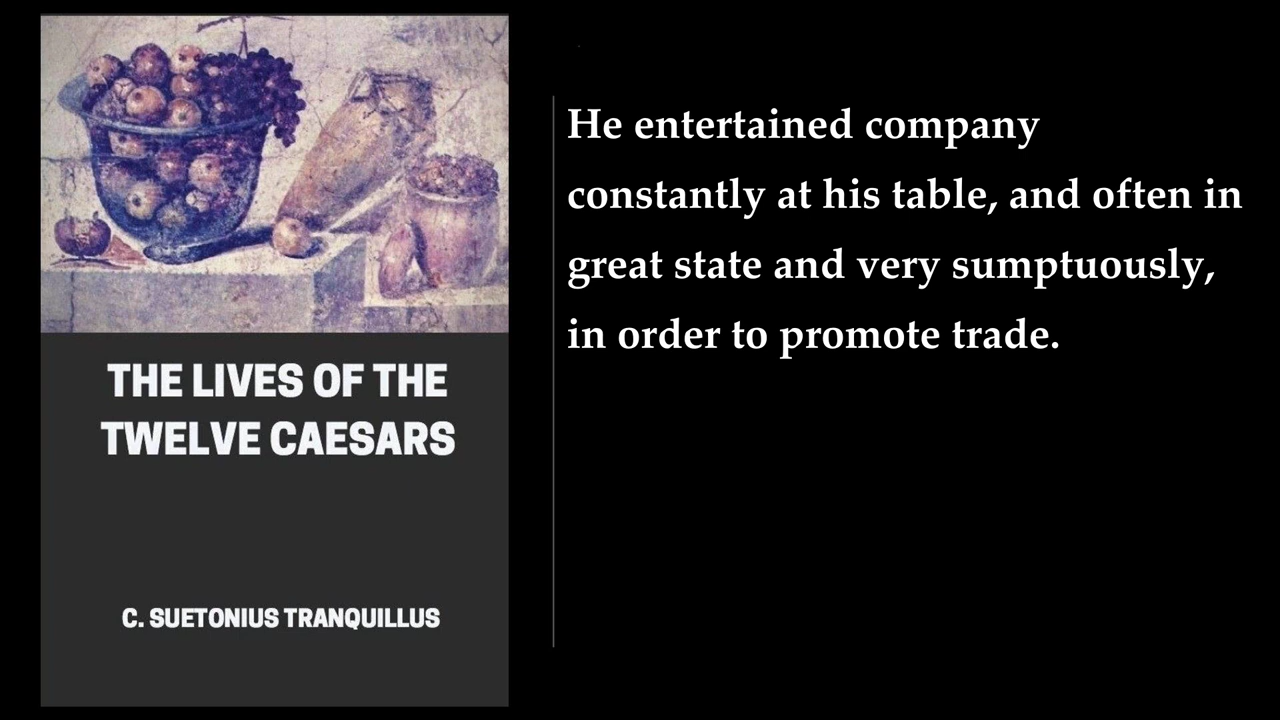 THE LIVES OF THE
TWELVE CAESARS
C. SUETONIUS TRANQUILLUS
He entertained company
constantly at his table, and often in
great state and very sumptuously,
in order to promote trade.